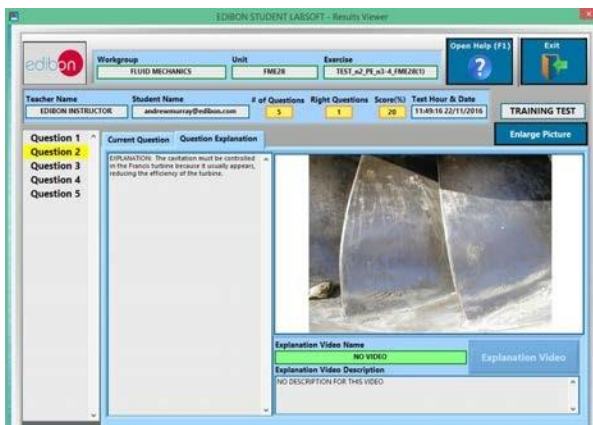 EDIBON STUDENT LABSOFT - Results Viewer
edibon
Workgroup Unit Exercise
FLUID MECHANICS FME28 TEST_n2_PE_n3-4_FME28(1)
Open Help (F1)
?
Exit
Teacher Name Student Name # of Questions Right Questions Score(%) Test Hour & Date
EDIBON INSTRUCTOR andrewmurray@edibon.com 5 1 20 11:49:16 22/11/2016
TRAINING TEST
Enlarge Picture
Question 1
Question 2
Question 3
Question 4
Question 5
Current Question Question Explanation
EXPLANATION: The cavitation must be controlled
in the Francis turbine because it usually appears,
reducing the efficiency of the turbine.
Explanation Video Name
NO VIDEO
Explanation Video
Explanation Video Description
NO DESCRIPTION FOR THIS VIDEO